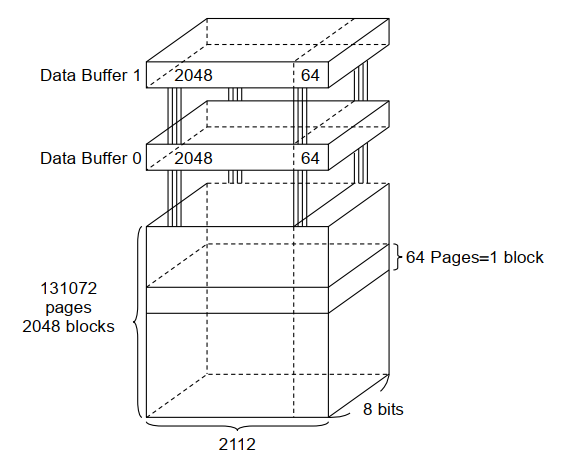 Data Buffer 1
2048
64
Data Buffer 0
2048
64
64 Pages=1 block
131072
pages
2048 blocks
8 bits
2112